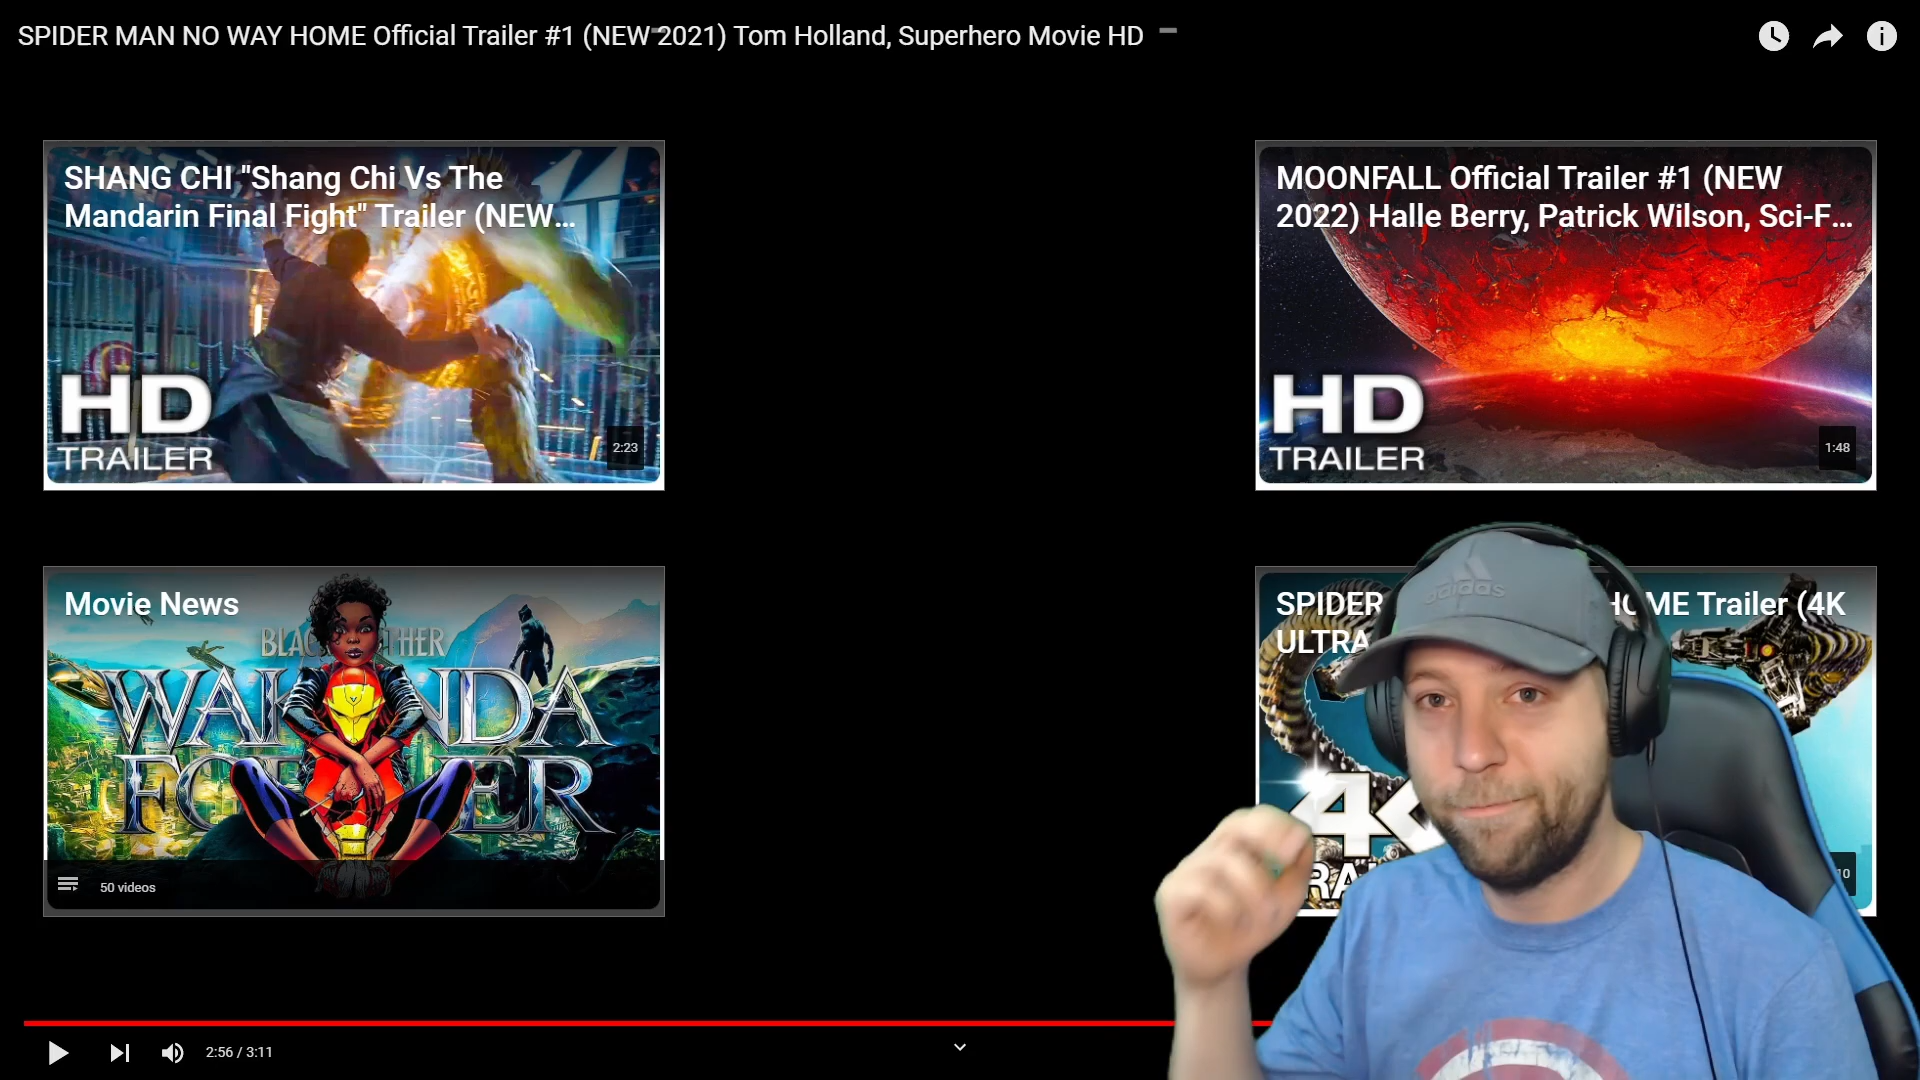 SPIDER MAN NO WAY HOME Official Trailer #1 (NEW 2021) Tom Holland, Superhero Movie HD
SHANG CHI "Shang Chi Vs The
Mandarin Final Fight" Trailer (NEW...
HD
TRAILER
2:23
MOONFALL Official Trailer #1 (NEW
2022) Halle Berry, Patrick Wilson, Sci-F...
HD
TRAILER
1:48
Movie News
50 videos
SPIDER HOME Trailer (4K
ULTRA
4K
adidas
2:56 / 3:11